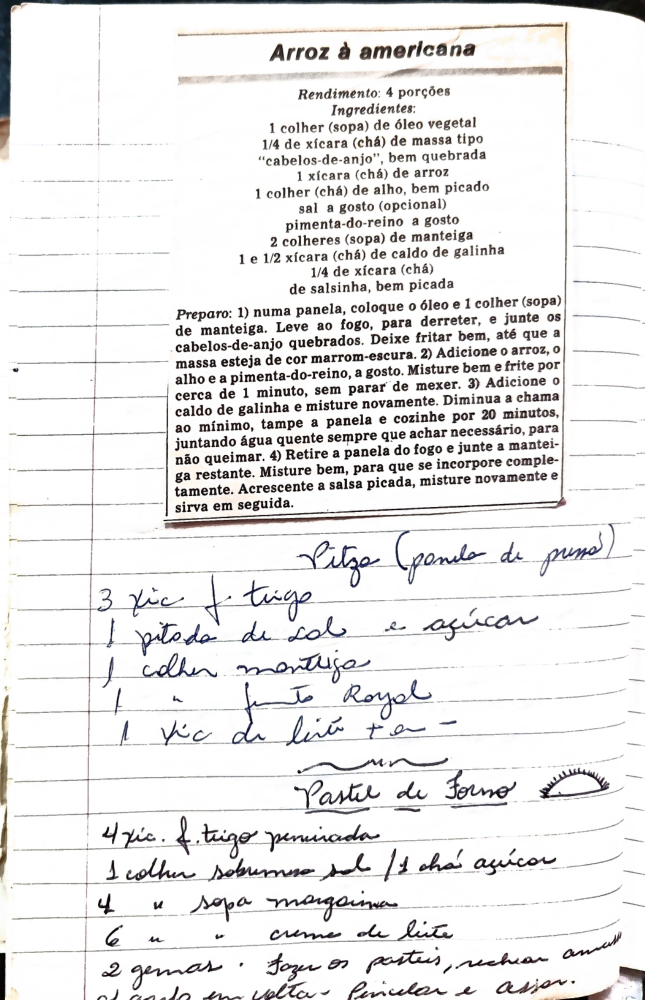 Arroz à americana
Rendimento: 4 porções
Ingredientes:
1 colher (sopa) de óleo vegetal
1/4 de xícara (chá) de massa tipo
“cabelos-de-anjo”, bem quebrada
1 xícara (chá) de arroz
1 colher (chá) de alho, bem picado
sal a gosto (opcional)
pimenta-do-reino a gosto
2 colheres (sopa) de manteiga
1 e 1/2 xícara (chá) de caldo de galinha
1/4 de xícara (chá)
de salsinha, bem picada
Preparo: 1) numa panela, coloque o óleo e 1 colher (sopa)
de manteiga. Leve ao fogo, para derreter, e junte os
cabelos-de-anjo quebrados. Deixe fritar bem, até que a
massa esteja de cor marrom-escura. 2) Adicione o arroz, o
alho e a pimenta-do-reino, a gosto. Misture bem e frite por
cerca de 1 minuto, sem parar de mexer. 3) Adicione o
caldo de galinha e misture novamente. Diminua a chama
ao mínimo, tampe a panela e cozinhe por 20 minutos,
juntando água quente sempre que achar necessário, para
não queimar. 4) Retire a panela do fogo e junte a mantei-
ga restante. Misture bem, para que se incorpore comple-
tamente. Acrescente a salsa picada, misture novamente e
sirva em seguida.
Pitza (panela de
3 xic f. trigo
1 pitada de sal e açúcar
1 colher manteiga
1 " Royal
1 xic de leite + ou -
Pastel de Forno
4 xic. f. trigo penirada
1 colher sobremesa sal / 1 chá açúcar
4 " sopa margarina
6 " " creme de leite
2 gemas. Fazer os pasteis, rechear
em volta. Pincelar e assar.